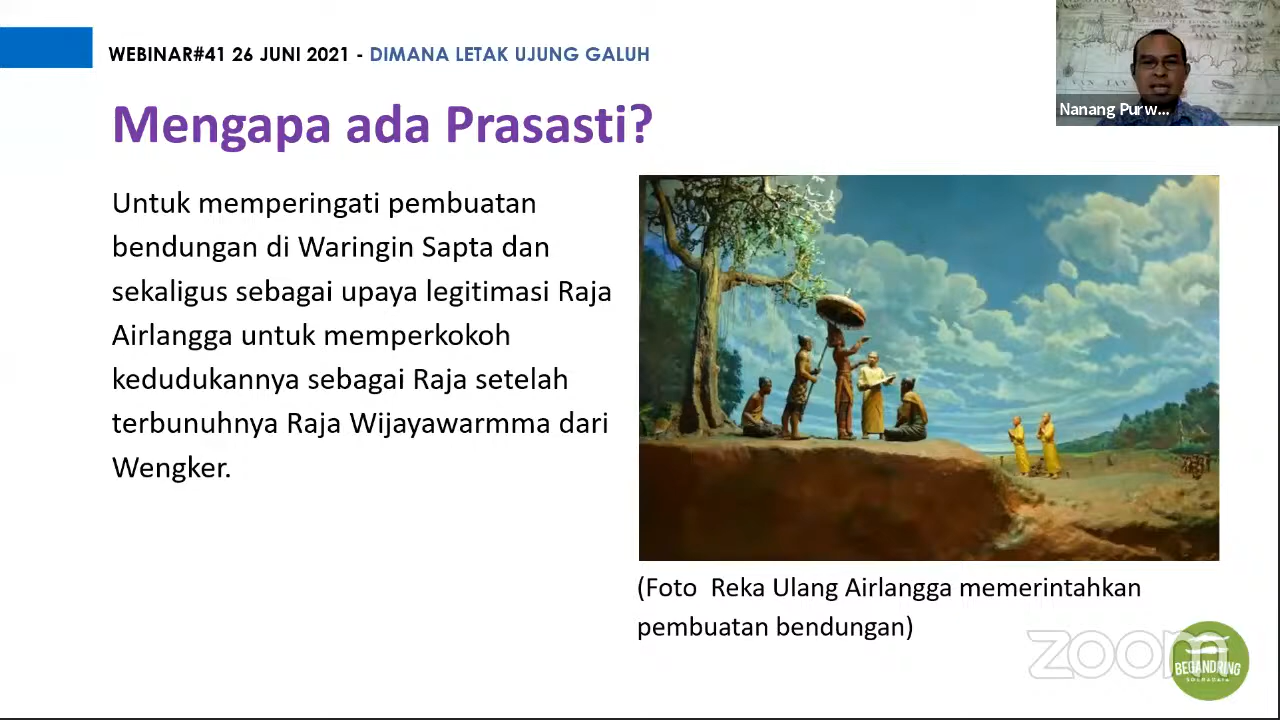 WEBINAR#41 26 JUNI 2021 - DIMANA LETAK UJUNG GALUH
Nanang Purw...
Mengapa ada Prasasti?
Untuk memperingati pembuatan
bendungan di Waringin Sapta dan
sekaligus sebagai upaya legitimasi Raja
Airlangga untuk memperkokoh
kedudukannya sebagai Raja setelah
terbunuhnya Raja Wijayawarmma dari
Wengker.
(Foto  Reka Ulang Airlangga memerintahkan
pembuatan bendungan)
zoom
BEGANDRING
SOERABAIA